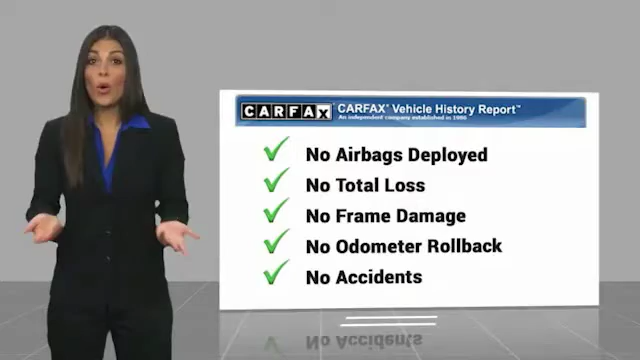 CARFAX CARFAX® Vehicle History Report™
An independent company established in 1986
No Airbags Deployed
No Total Loss
No Frame Damage
No Odometer Rollback
No Accidents